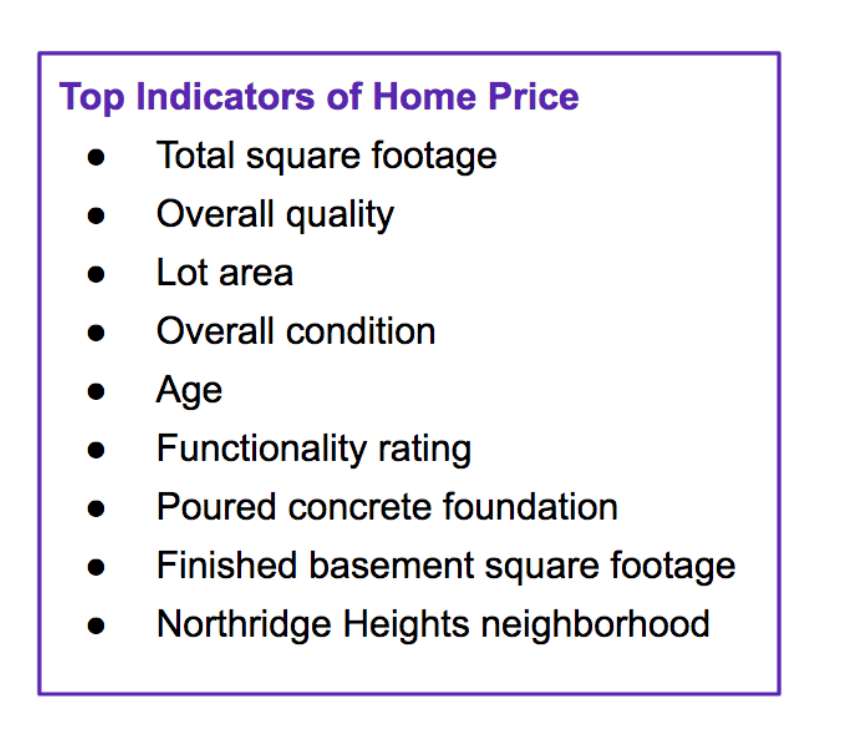 Top Indicators of Home Price
● Total square footage
● Overall quality
● Lot area
● Overall condition
● Age
● Functionality rating
● Poured concrete foundation
● Finished basement square footage
● Northridge Heights neighborhood